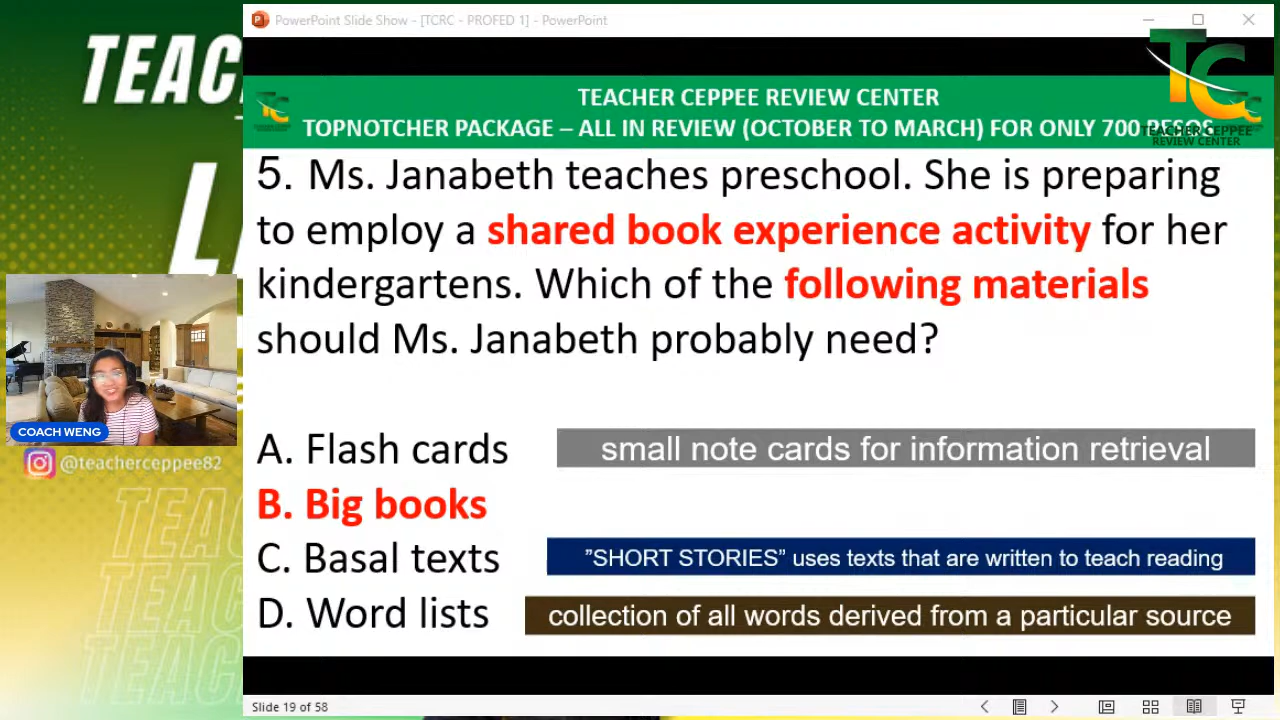 PowerPoint Slide Show - [TCRC - PROFED 1] - PowerPoint
TEACHER CEPPEE REVIEW CENTER
TOPNOTCHER PACKAGE – ALL IN REVIEW (OCTOBER TO MARCH) FOR ONLY 700 PESOS
TC
TEACHER CEPPEE
REVIEW CENTER
5. Ms. Janabeth teaches preschool. She is preparing
to employ a shared book experience activity for her
kindergartens. Which of the following materials
should Ms. Janabeth probably need?
A. Flash cards
small note cards for information retrieval
B. Big books
C. Basal texts
”SHORT STORIES” uses texts that are written to teach reading
D. Word lists
collection of all words derived from a particular source
COACH WENG
@teacherceppee82
Slide 19 of 58